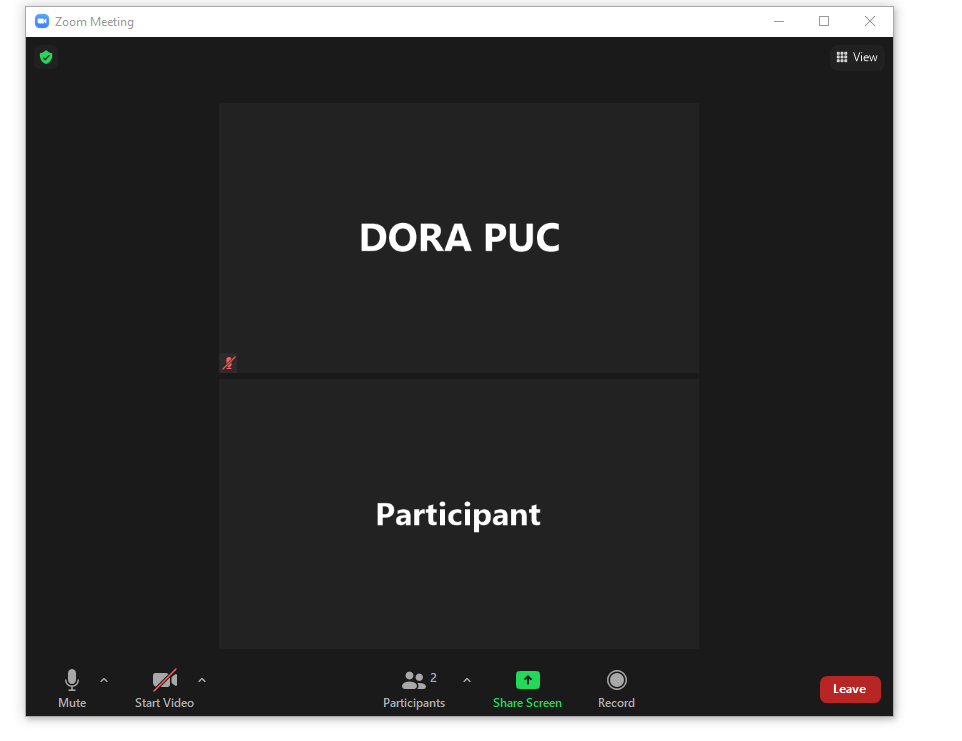 Zoom Meeting
View
DORA PUC
Participant
Mute
Start Video
2
Participants
Share Screen
Record
Leave